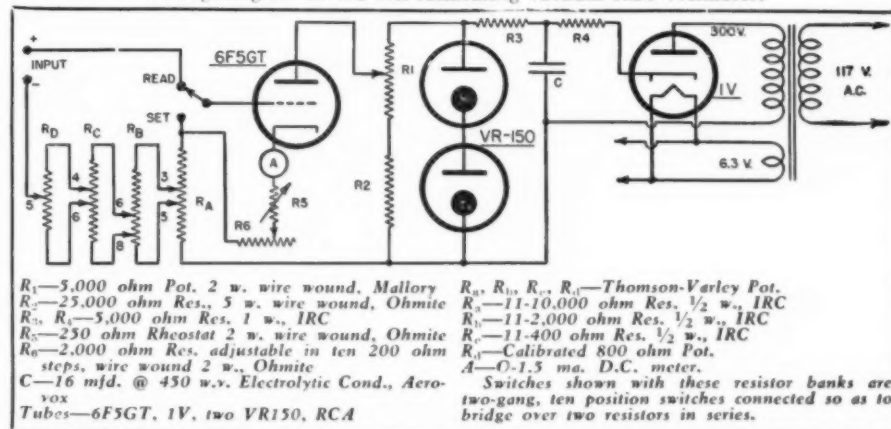 +
INPUT
-
READ
SET
6F5GT
A
R1
R2
R3
R4
C
R5
R6
VR-150
1V
300V.
117 V.
A.C.
6.3 V.
RD
RC
RB
RA
5
4
6
6
8
3
5
R1—5,000 ohm Pot. 2 w. wire wound, Mallory
R2—25,000 ohm Res., 5 w. wire wound, Ohmite
R3, R4—5,000 ohm Res. 1 w., IRC
R5—250 ohm Rheostat 2 w. wire wound, Ohmite
R6—2,000 ohm Res. adjustable in ten 200 ohm
steps, wire wound 2 w., Ohmite
C—16 mfd. @ 450 w.v. Electrolytic Cond., Aero-
vox
Tubes—6F5GT, 1V, two VR150, RCA
Ra, Rb, Rc, Rd—Thomson-Varley Pot.
Ra—11-10,000 ohm Res. ½ w., IRC
Rb—11-2,000 ohm Res. ½ w., IRC
Rc—11-400 ohm Res. ½ w., IRC
Rd—Calibrated 800 ohm Pot.
A—0-1.5 ma. D.C. meter.
Switches shown with these resistor banks are
two-gang, ten position switches connected so as to
bridge over two resistors in series.